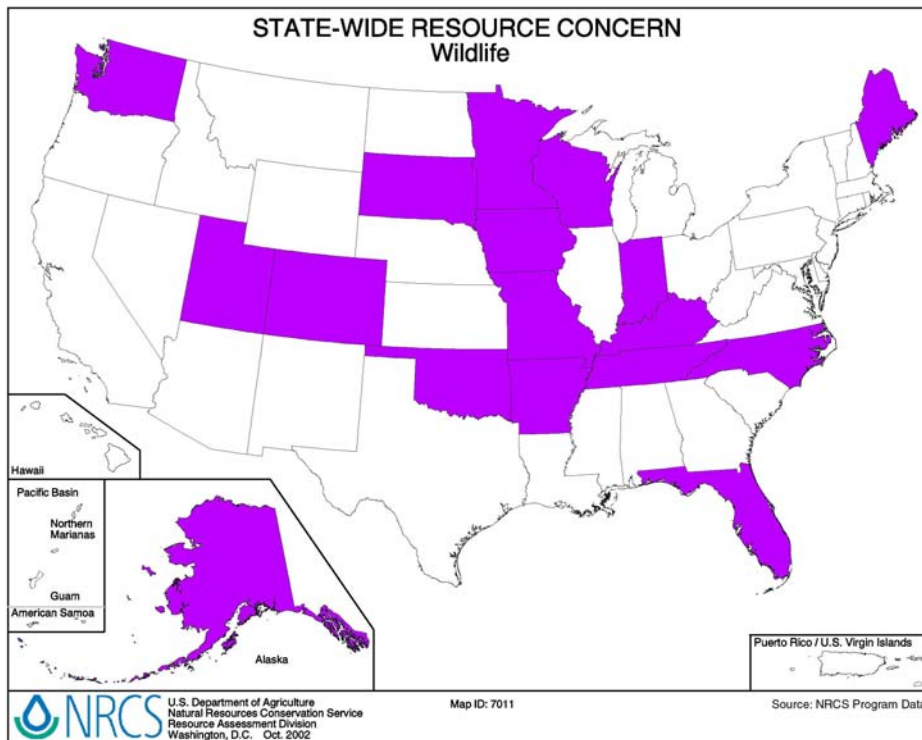 STATE-WIDE RESOURCE CONCERN
Wildlife
Hawaii
Pacific Basin
Northern
Marianas
Guam
American Samoa
Alaska
Puerto Rico / U.S. Virgin Islands
NRCS
U.S. Department of Agriculture
Natural Resources Conservation Service
Resource Assessment Division
Washington, D.C. Oct. 2002
Map ID: 7011
Source: NRCS Program Data